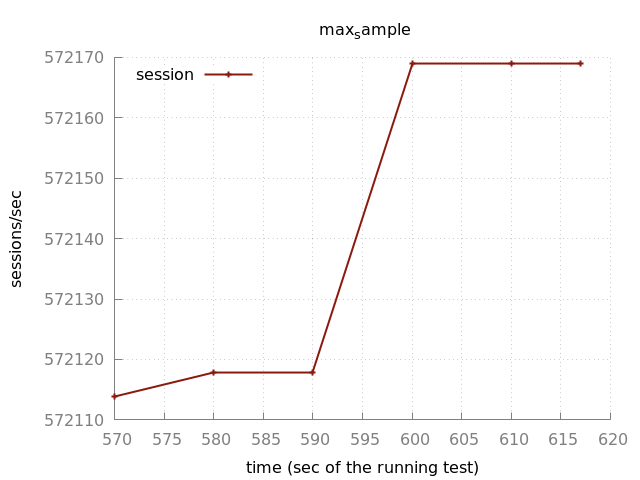 max_sample
572170
session
572160
572150
572140
sessions/sec
572130
572120
572110
570 575 580 585 590 595 600 605 610 615 620
time (sec of the running test)